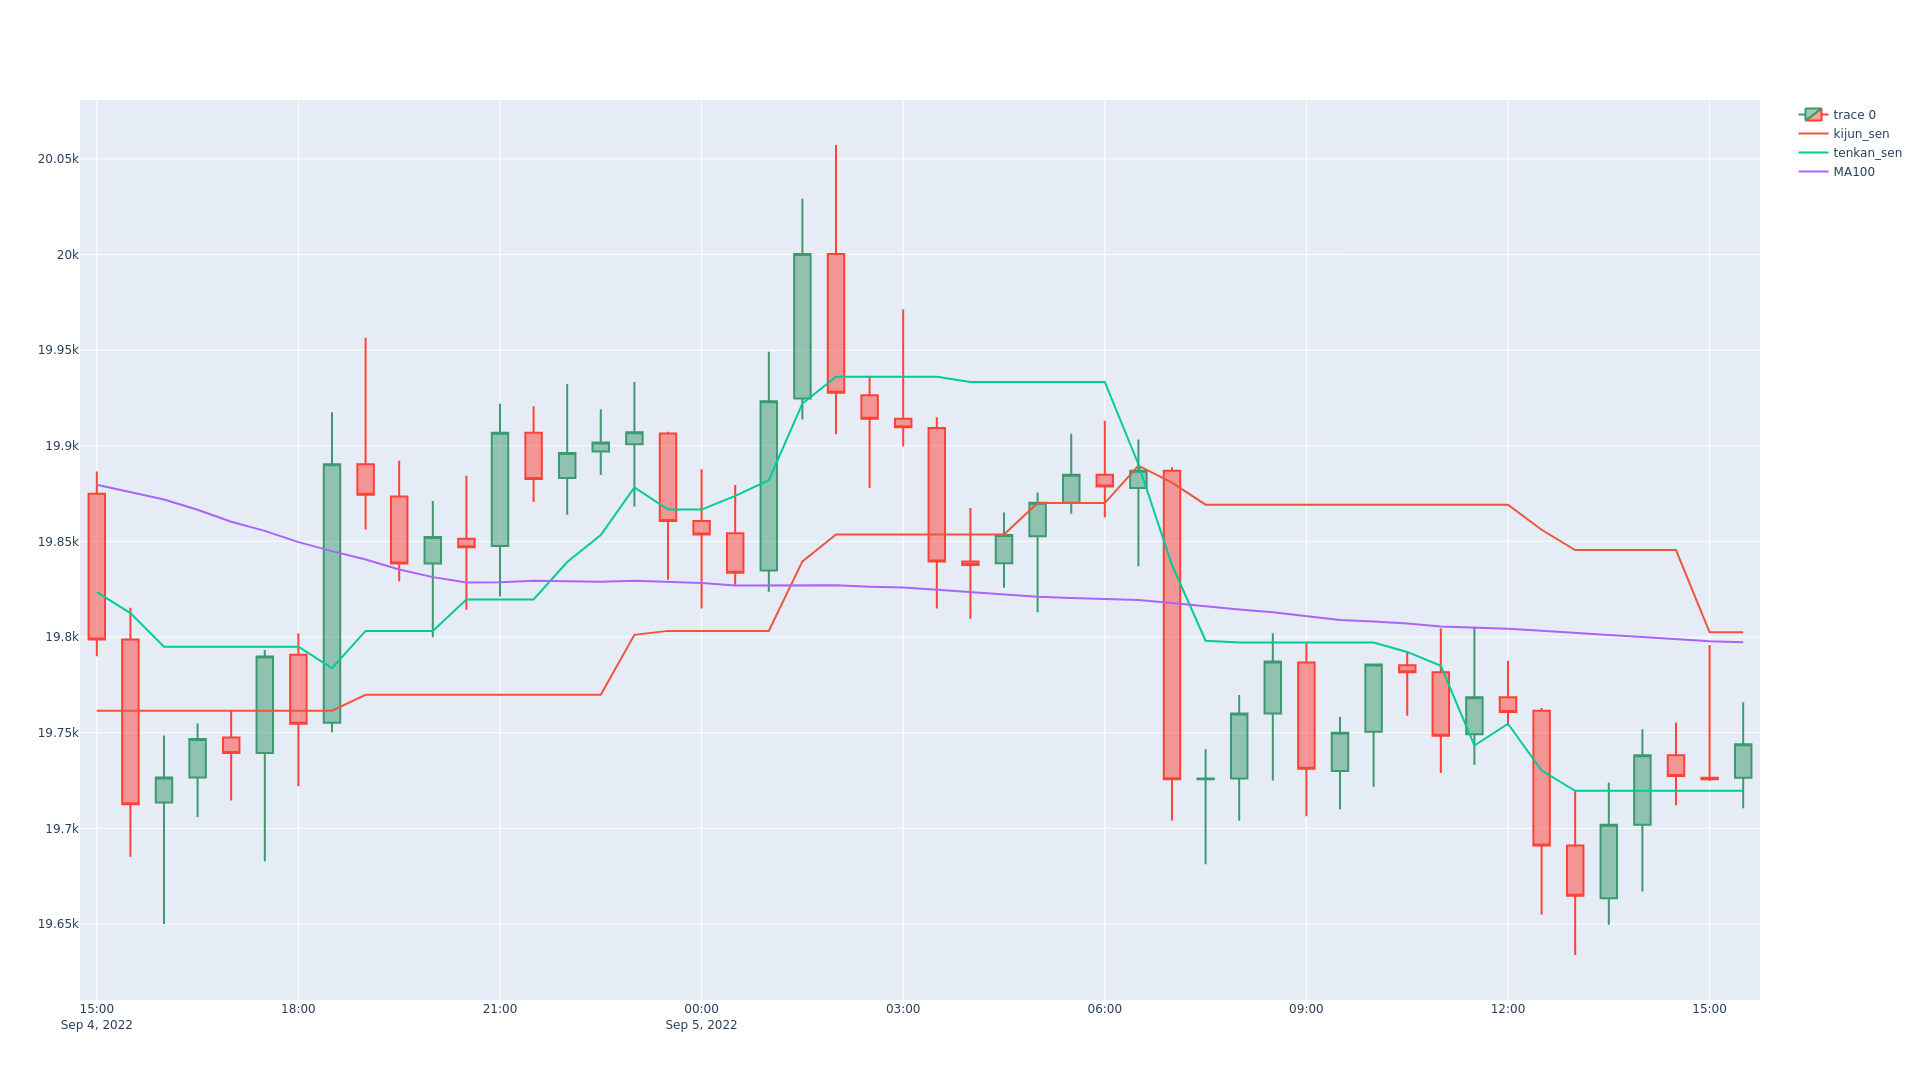 trace 0
kijun_sen
tenkan_sen
MA100
20.05k
20k
19.95k
19.9k
19.85k
19.8k
19.75k
19.7k
19.65k
15:00 18:00 21:00 00:00 03:00 06:00 09:00 12:00 15:00
Sep 4, 2022 Sep 5, 2022